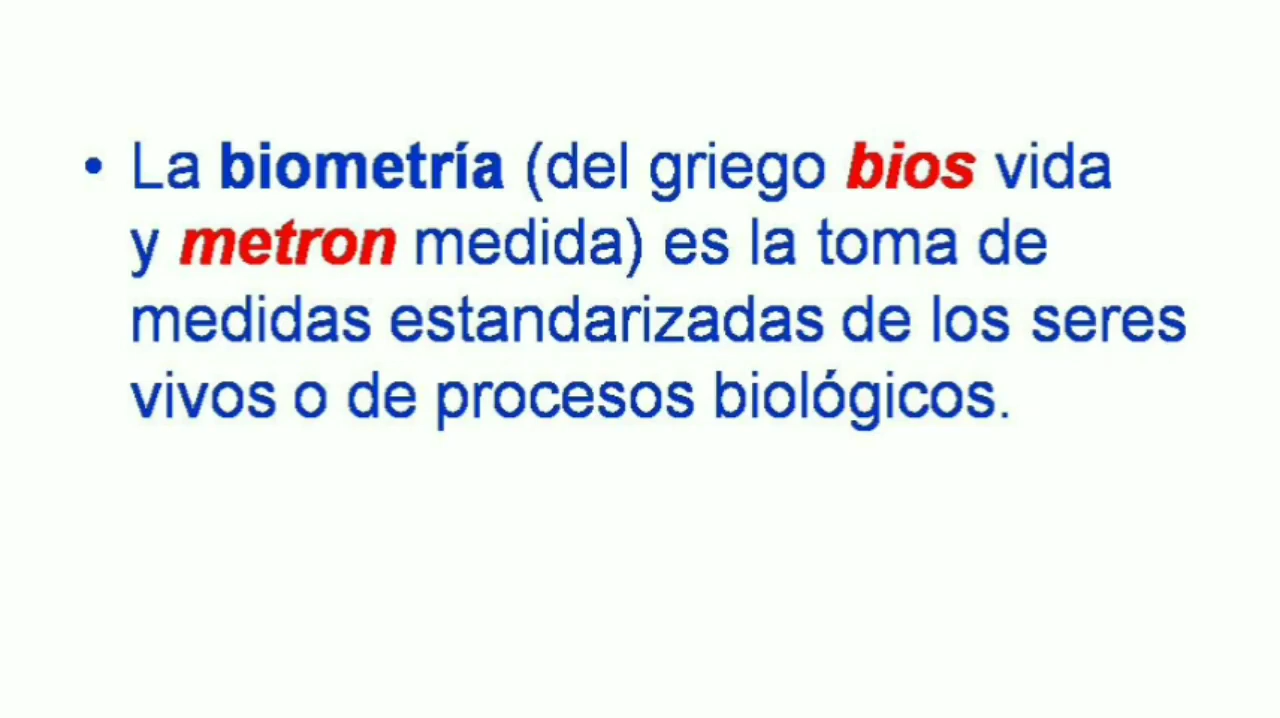 • La biometría (del griego bios vida
y metron medida) es la toma de
medidas estandarizadas de los seres
vivos o de procesos biológicos.